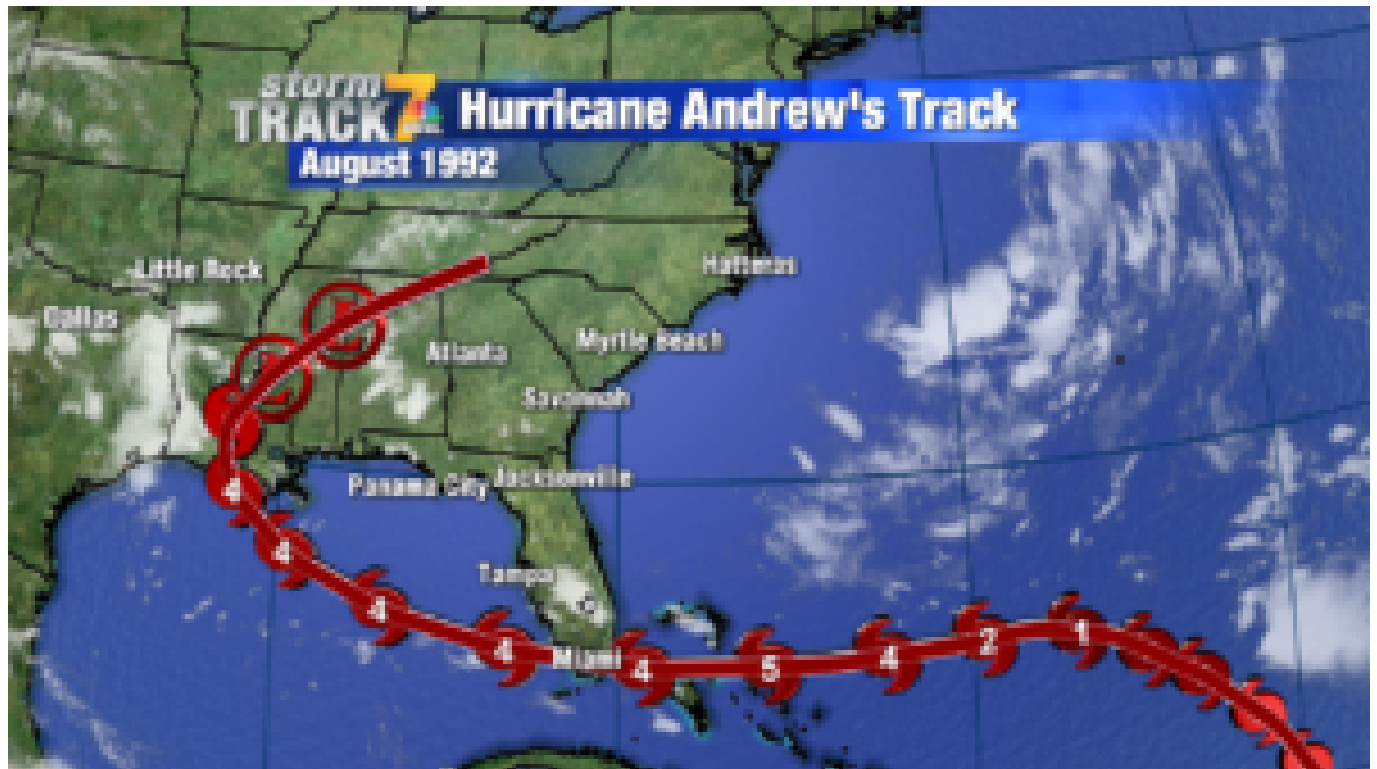 storm
TRACK 7
Hurricane Andrew's Track
August 1992
Little Rock
Hatteras
Dallas
Atlanta
Myrtle Beach
Savannah
Panama City
Jacksonville
Tampa
Miami
4
4
4
4
4
5
4
2
1